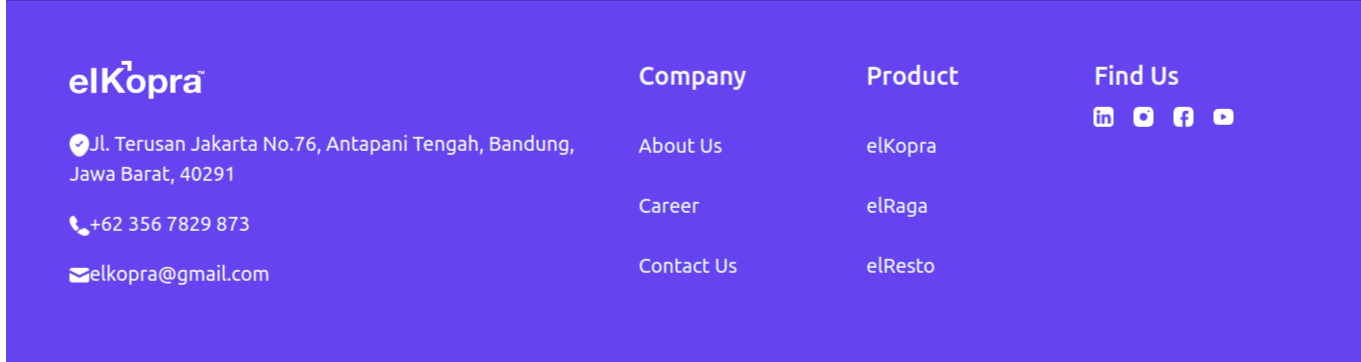 elKopra™
Jl. Terusan Jakarta No.76, Antapani Tengah, Bandung,
Jawa Barat, 40291
+62 356 7829 873
elkopra@gmail.com
Company
About Us
Career
Contact Us
Product
elKopra
elRaga
elResto
Find Us
in